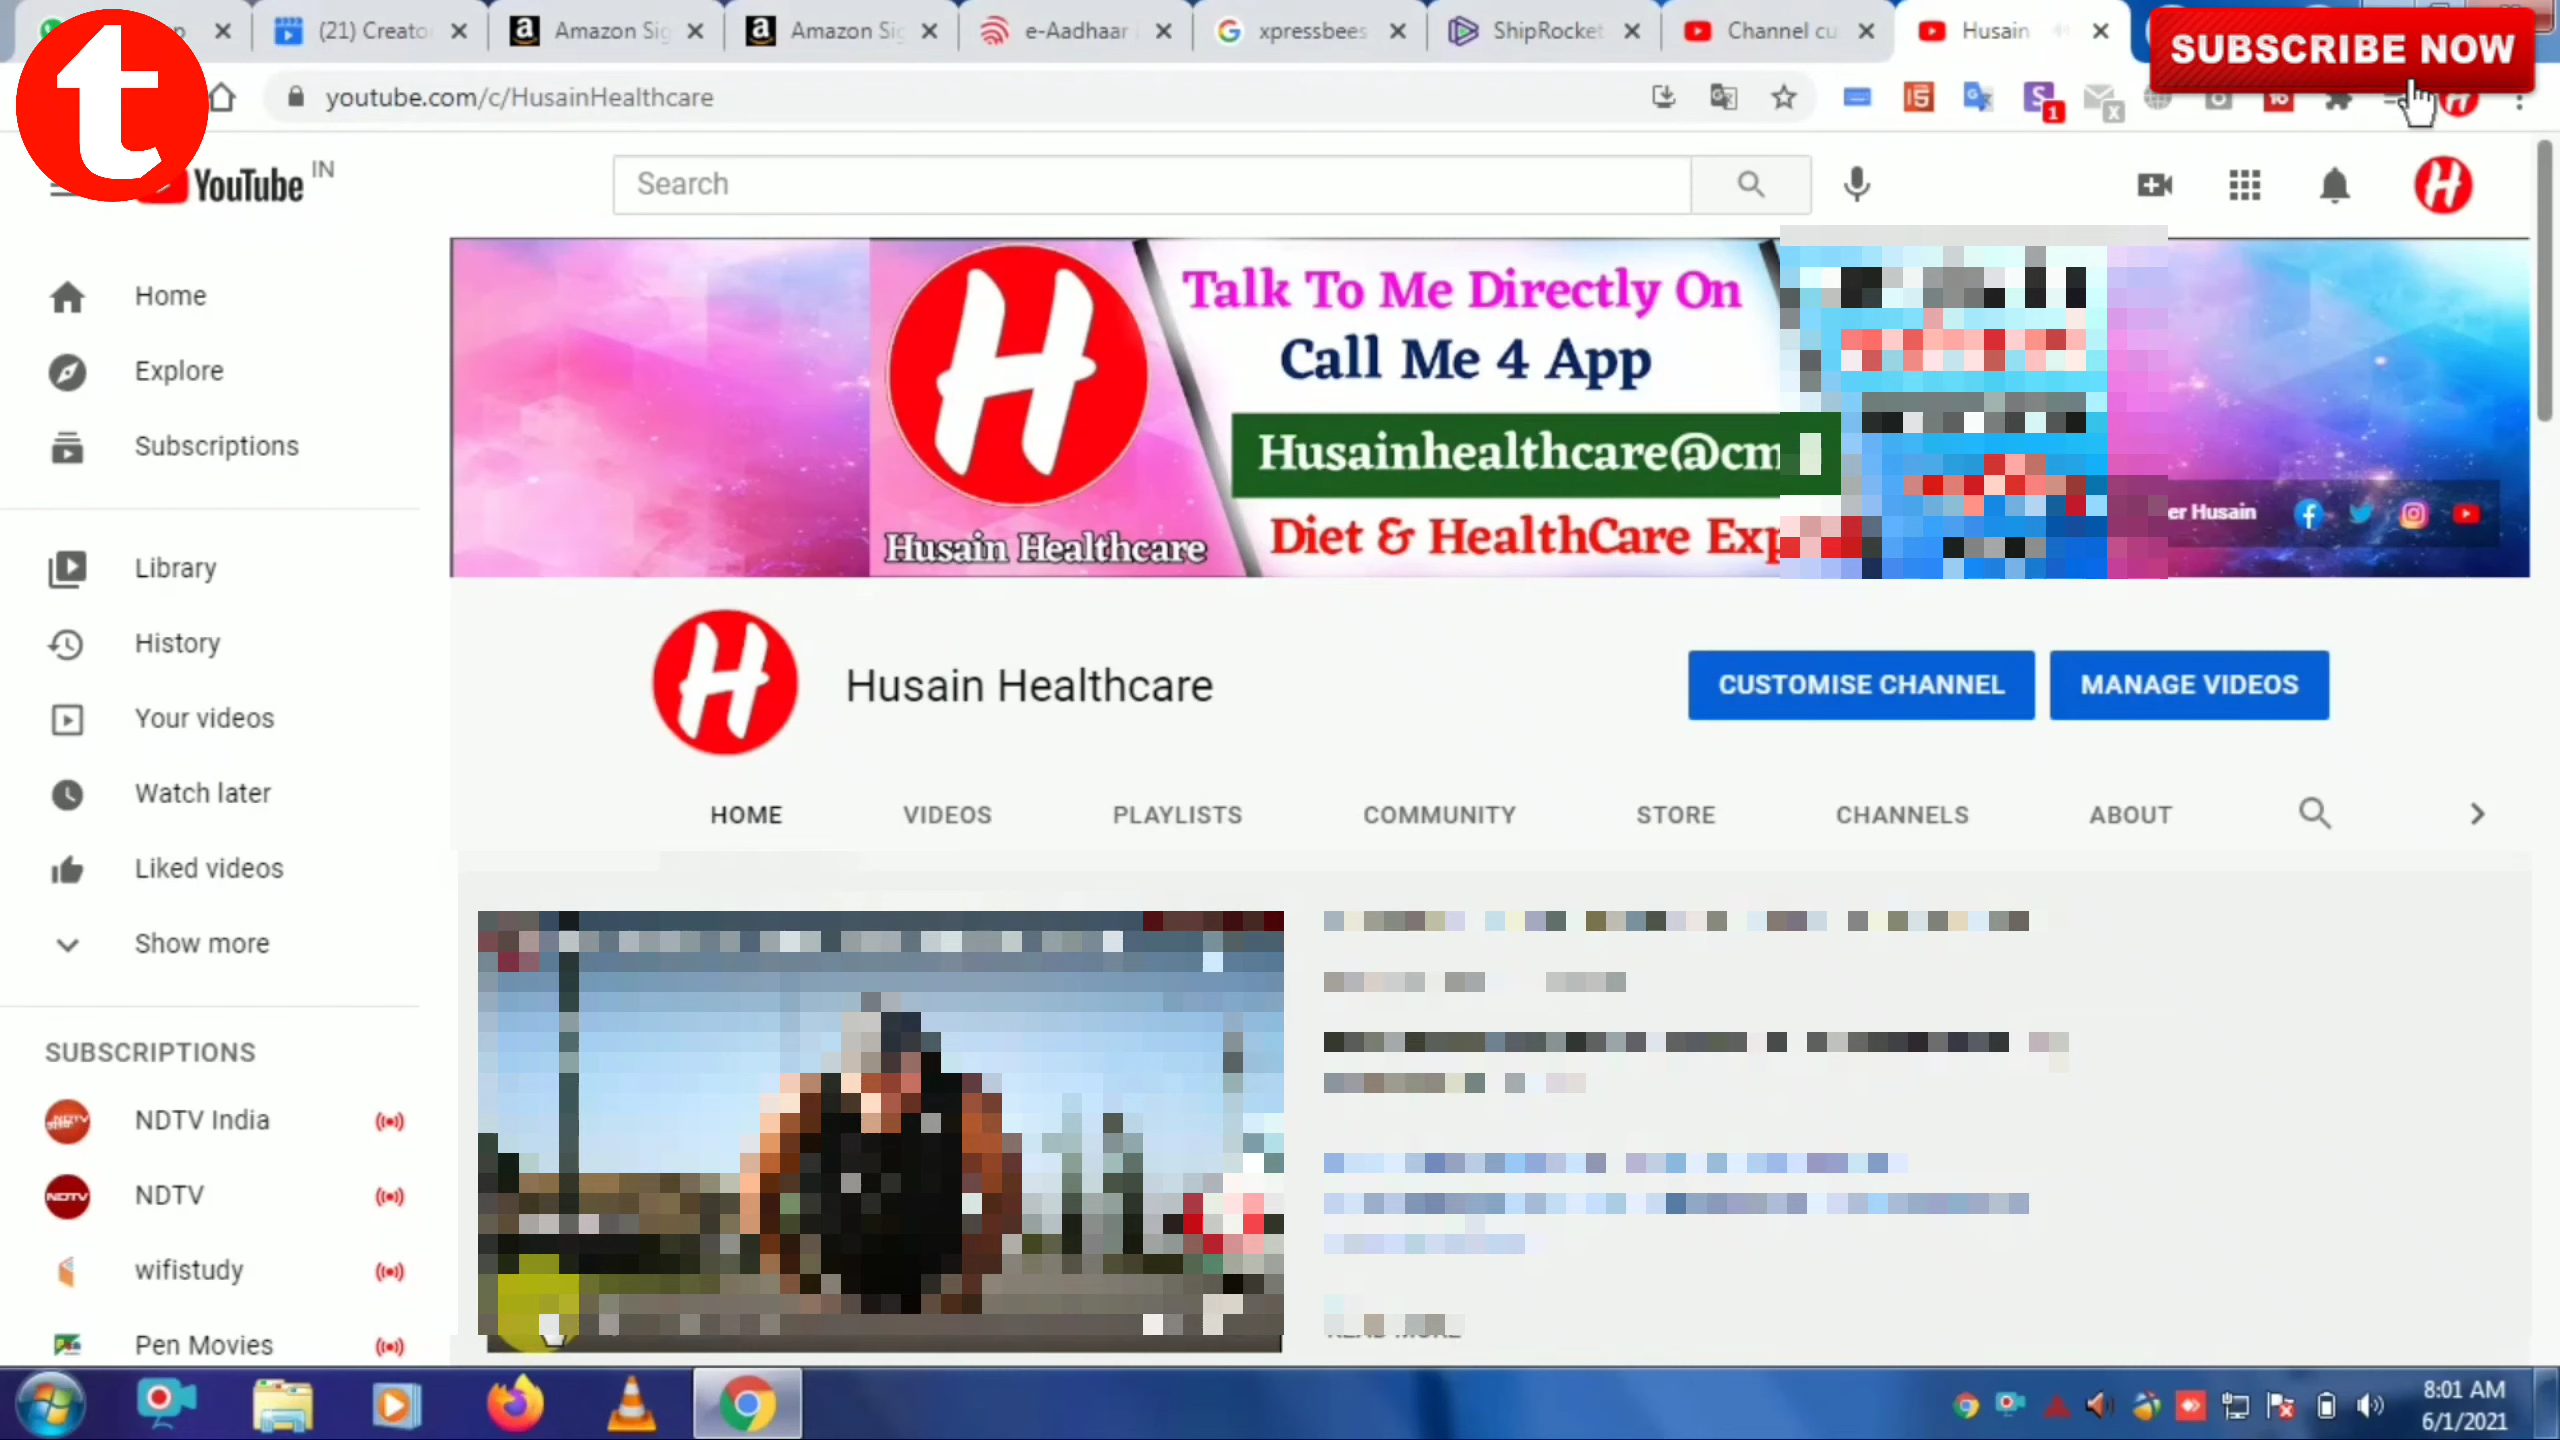 (21) Creato
Amazon Sig
Amazon Sig
e-Aadhaar
xpressbees
ShipRocket
Channel cu
Husain
SUBSCRIBE NOW
t
youtube.com/c/HusainHealthcare
15
S
1
x
YouTube IN
Search
H
Home
Explore
Subscriptions
Library
History
Your videos
Watch later
Liked videos
Show more
SUBSCRIPTIONS
NDTV India
NDTV
wifistudy
Pen Movies
H
Husain Healthcare
Talk To Me Directly On
Call Me 4 App
Husainhealthcare@cm
Diet & HealthCare Exp
er Husain
H
Husain Healthcare
CUSTOMISE CHANNEL
MANAGE VIDEOS
HOME
VIDEOS
PLAYLISTS
COMMUNITY
STORE
CHANNELS
ABOUT
8:01 AM
6/1/2021